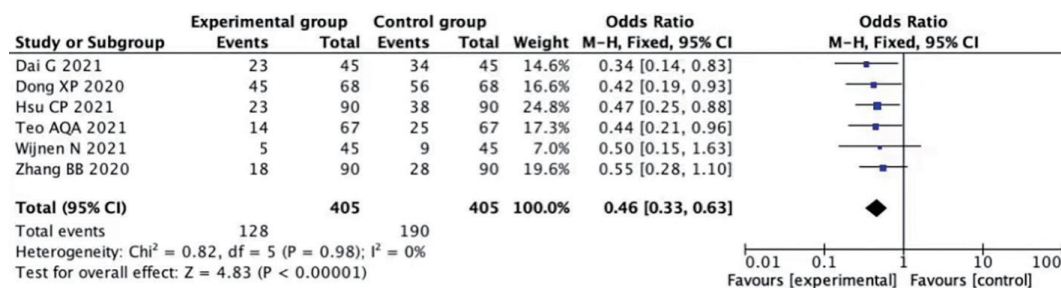 Experimental group Control group Odds Ratio Odds Ratio
Study or Subgroup Events Total Events Total Weight M-H, Fixed, 95% CI M-H, Fixed, 95% CI
Dai G 2021 23 45 34 45 14.6% 0.34 [0.14, 0.83]
Dong XP 2020 45 68 56 68 16.6% 0.42 [0.19, 0.93]
Hsu CP 2021 23 90 38 90 24.8% 0.47 [0.25, 0.88]
Teo AQA 2021 14 67 25 67 17.3% 0.44 [0.21, 0.96]
Wijnen N 2021 5 45 9 45 7.0% 0.50 [0.15, 1.63]
Zhang BB 2020 18 90 28 90 19.6% 0.55 [0.28, 1.10]
Total (95% CI) 405 405 100.0% 0.46 [0.33, 0.63]
Total events 128 190
Heterogeneity: Chi² = 0.82, df = 5 (P = 0.98); I² = 0%
Test for overall effect: Z = 4.83 (P < 0.00001)
0.01 0.1 1 10 100
Favours [experimental] Favours [control]